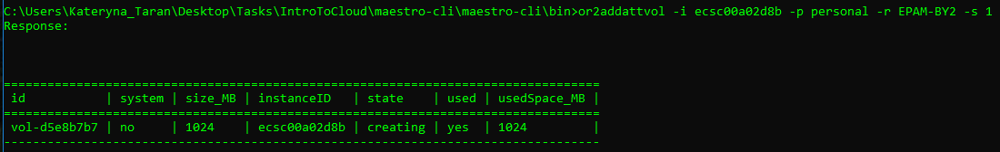 C:\Users\Kateryna_Taran\Desktop\Tasks\IntroToCloud\maestro-cli\maestro-cli\bin>or2addattvol -i ecsc00a02d8b -p personal -r EPAM-BY2 -s 1
Response:
=================================================================================
id | system | size_MB | instanceID | state | used | usedSpace_MB |
=================================================================================
vol-d5e8b7b7 | no | 1024 | ecsc00a02d8b | creating | yes | 1024 |
---------------------------------------------------------------------------------